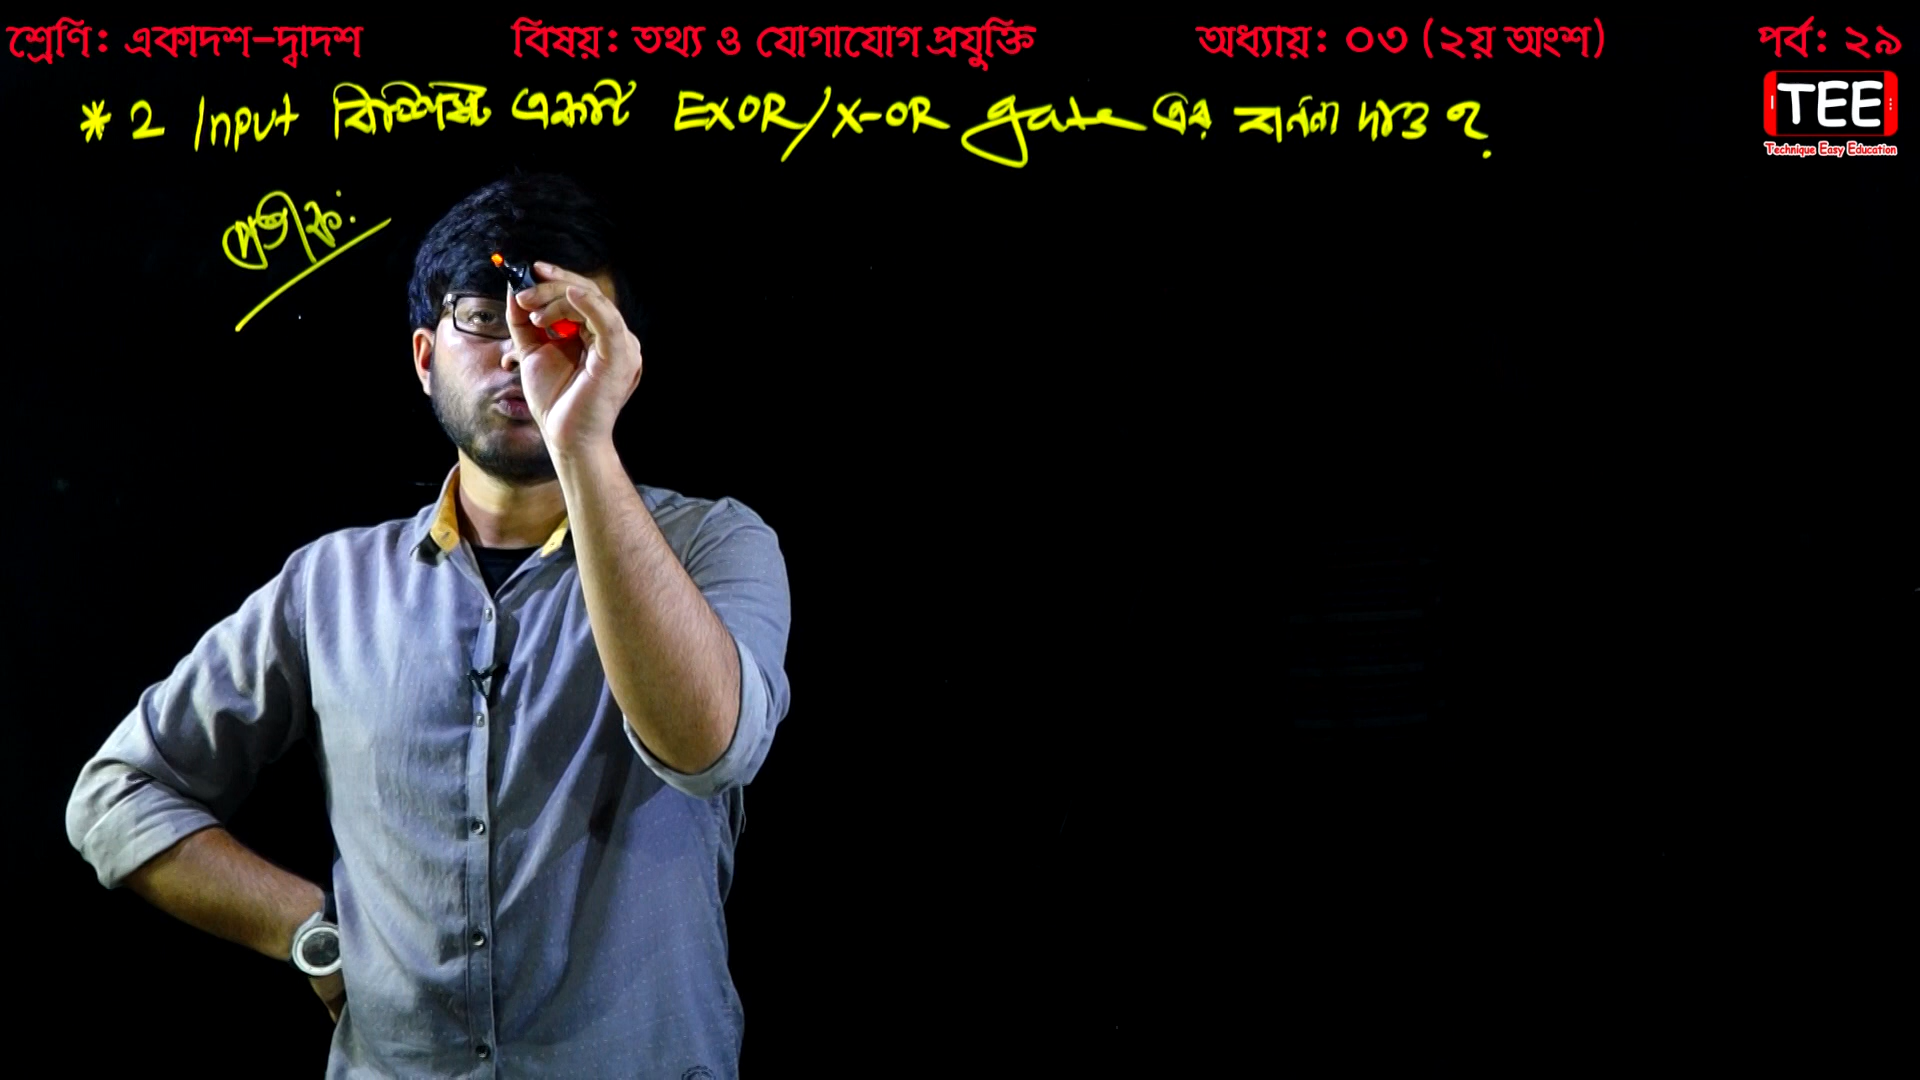 শ্রেণি: একাদশ-দ্বাদশ বিষয়: তথ্য ও যোগাযোগ প্রযুক্তি অধ্যায়: ০৩ (২য় অংশ) পর্ব: ২৯
* 2 Input বিশিষ্ট একটি EXOR/X-OR gate এর বর্ননা দাও ?
TEE
Technique Easy Education
প্রতীক: